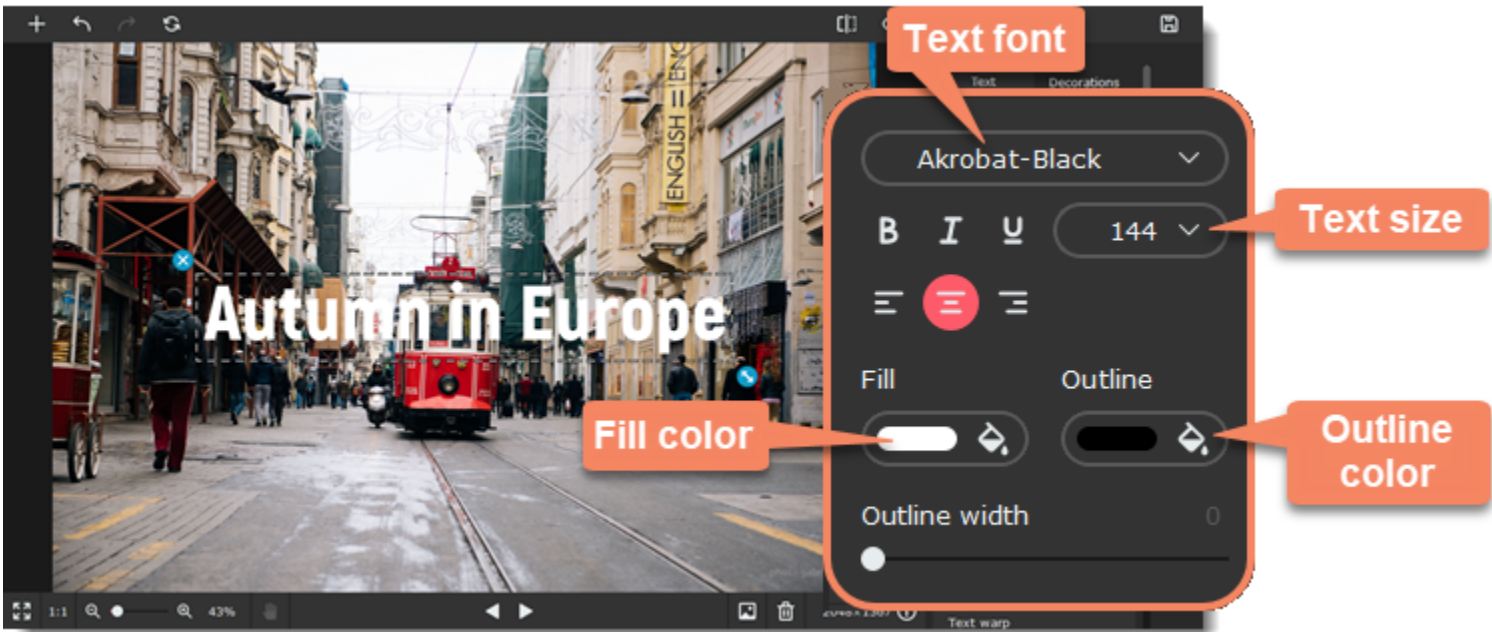 Text font
Text
Decorations
ENGLISH = ENG
Akrobat-Black
B I U
144
Text size
Autumn in Europe
Fill
Outline
Fill color
Outline
color
Outline width
0
1:1
43%
Text warp